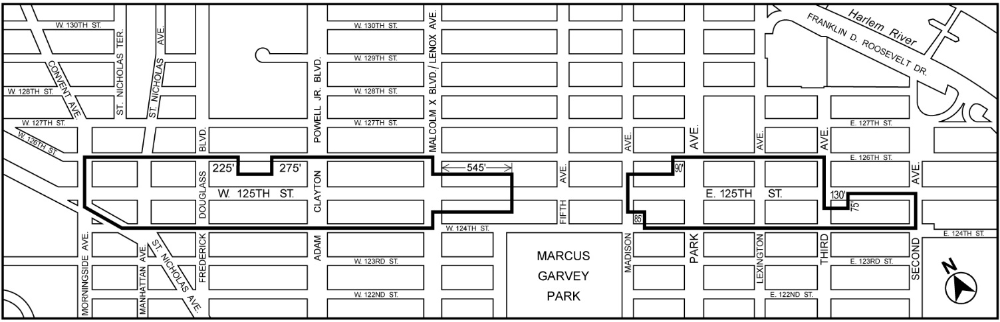 W. 130TH ST.
ST. NICHOLAS TER.
AVE.
ST. NICHOLAS
CONVENT AVE.
W. 128TH ST.
W. 127TH ST.
W. 126TH ST.
BLVD.
DOUGLASS
FREDERICK
POWELL JR. BLVD.
CLAYTON
ADAM
W. 130TH ST.
W. 129TH ST.
W. 128TH ST.
W. 127TH ST.
MALCOLM X BLVD./LENOX AVE.
Harlem River
FRANKLIN D. ROOSEVELT DR.
E. 127TH ST.
E. 126TH ST.
225'
275'
545'
90'
W. 125TH ST.
E. 125TH ST.
130'
75'
85'
AVE.
FIFTH
AVE.
MADISON
AVE.
PARK
AVE.
LEXINGTON
AVE.
THIRD
AVE.
SECOND
W. 124TH ST.
E. 124TH ST.
MORNINGSIDE AVE.
MANHATTAN AVE.
ST. NICHOLAS AVE.
W. 123RD ST.
E. 123RD ST.
W. 122ND ST.
E. 122ND ST.
MARCUS
GARVEY
PARK
N